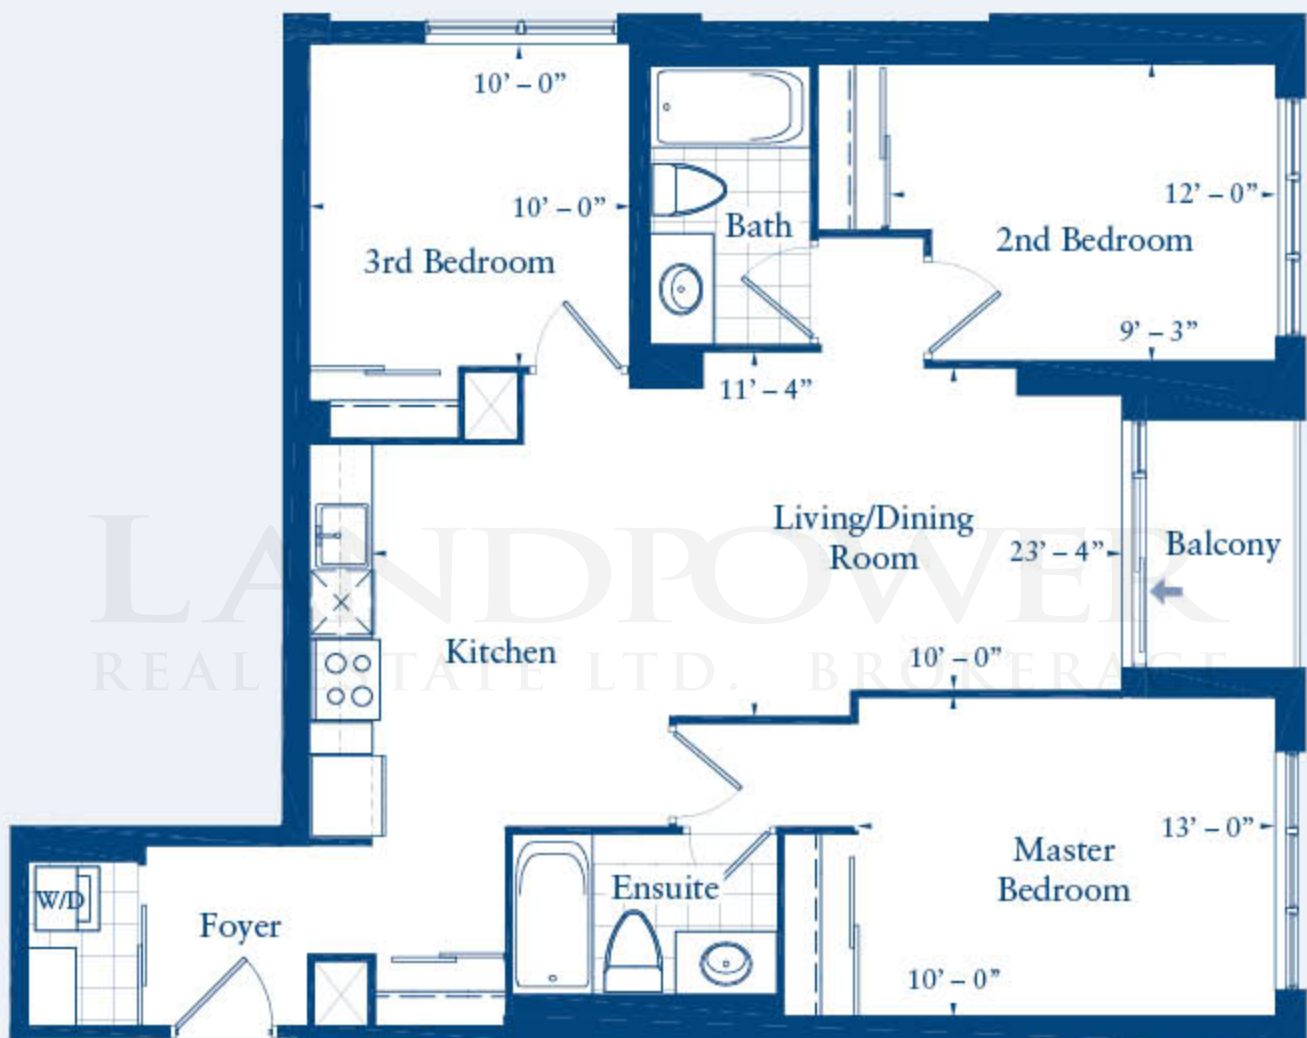 10’ – 0”
10’ – 0”
3rd Bedroom
Bath
12’ – 0”
2nd Bedroom
9’ – 3”
11’ – 4”
Living/Dining
Room
23’ – 4”
Balcony
LANDPOWER
REAL ESTATE LTD. BROKERAGE
Kitchen
10’ – 0”
13’ – 0”
Master
Bedroom
Ensuite
W/D
Foyer
10’ – 0”